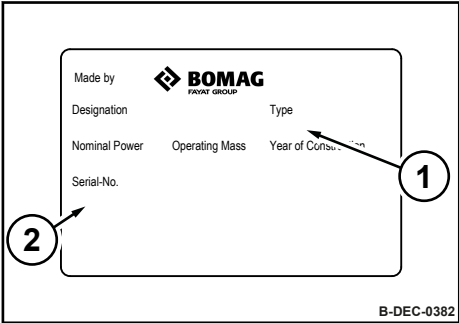 Made by BOMAG
FAYAT GROUP
Designation Type
Nominal Power Operating Mass Year of Construction
Serial-No.
1
2
B-DEC-0382